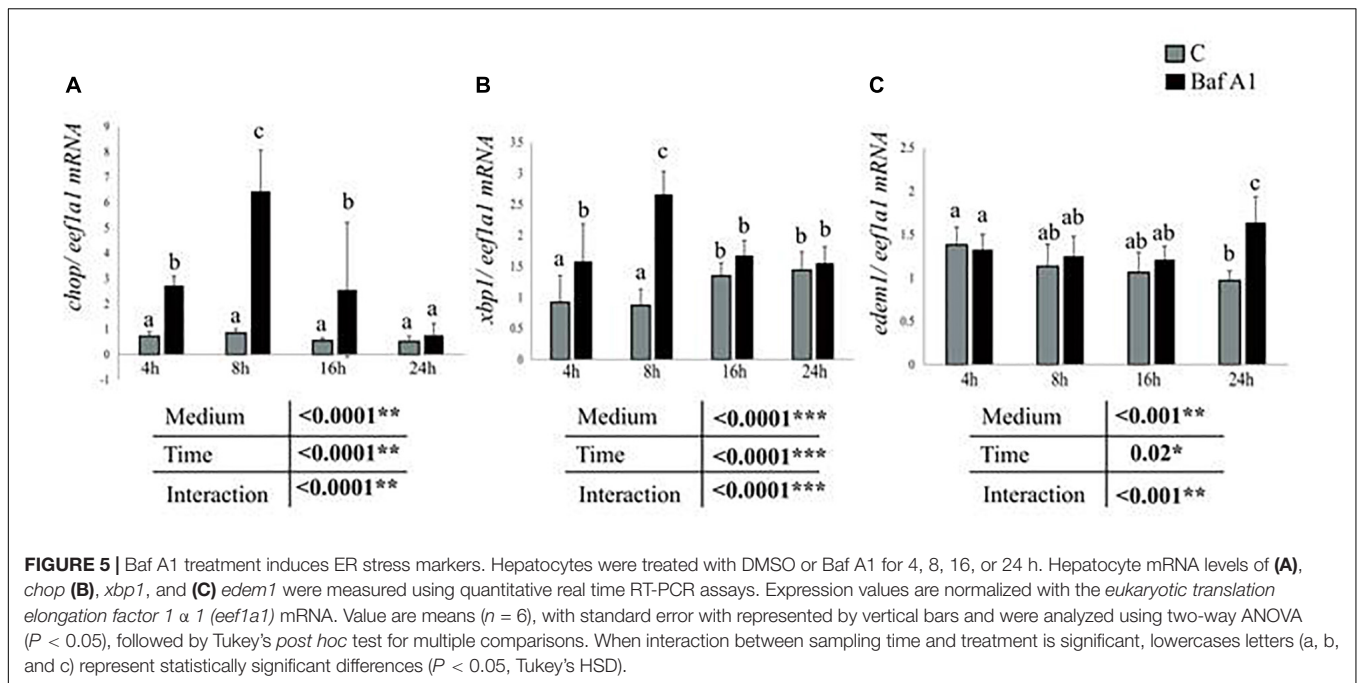 C
Baf A1
A
B
C
chop/ eef1a1 mRNA
9
8
7
6
5
4
3
2
1
0
-1
a
b
a
c
a
b
a
a
4h
8h
16h
24h
xbp1/ eef1a1 mRNA
3.5
3
2.5
2
1.5
1
0.5
0
a
b
a
c
b
b
b
b
4h
8h
16h
24h
edem1/ eef1a1 mRNA
2.5
2
1.5
1
0.5
0
a
a
ab
ab
ab
ab
b
c
4h
8h
16h
24h
Medium <0.0001**
Time <0.0001**
Interaction <0.0001**
Medium <0.0001***
Time <0.0001***
Interaction <0.0001***
Medium <0.001**
Time 0.02*
Interaction <0.001**
FIGURE 5 | Baf A1 treatment induces ER stress markers. Hepatocytes were treated with DMSO or Baf A1 for 4, 8, 16, or 24 h. Hepatocyte mRNA levels of (A),
chop (B), xbp1, and (C) edem1 were measured using quantitative real time RT-PCR assays. Expression values are normalized with the eukaryotic translation
elongation factor 1 α 1 (eef1a1) mRNA. Value are means (n = 6), with standard error with represented by vertical bars and were analyzed using two-way ANOVA
(P < 0.05), followed by Tukey's post hoc test for multiple comparisons. When interaction between sampling time and treatment is significant, lowercases letters (a, b,
and c) represent statistically significant differences (P < 0.05, Tukey's HSD).